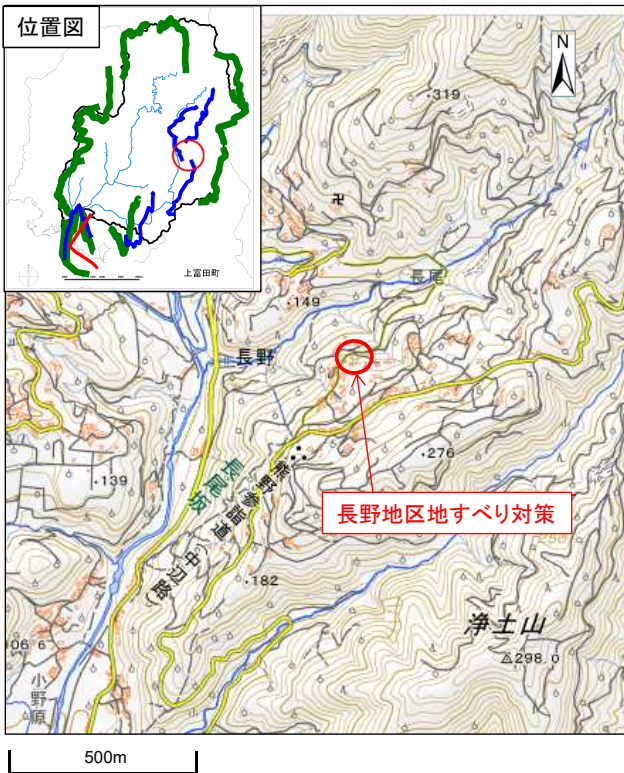 位置図
上富田町
N
・319
卍
長尾
・149
長野
・276
長野地区地すべり対策
・139
長尾坂
熊野参詣道(中辺路)
・182
浄土山
△298.0
106.6
小野原
500m